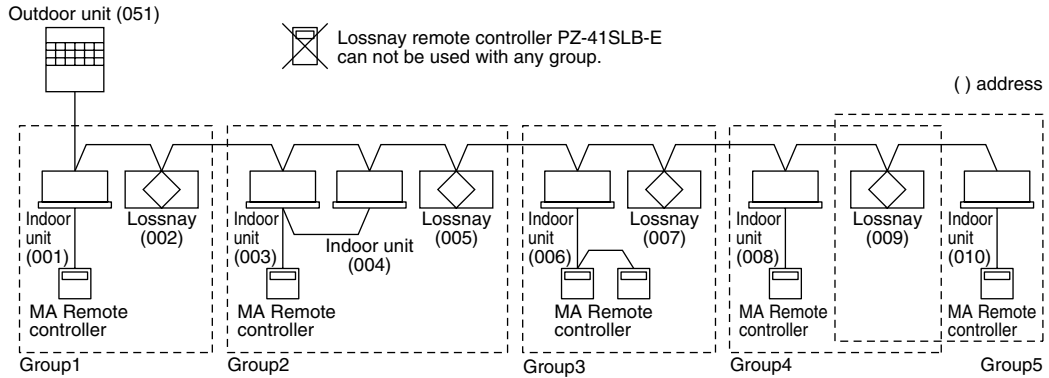 Outdoor unit (051)
Lossnay remote controller PZ-41SLB-E
can not be used with any group.
( ) address
Indoor
unit
(001)
Lossnay
(002)
MA Remote
controller
Group1
Indoor
unit
(003)
Indoor unit
(004)
Lossnay
(005)
MA Remote
controller
Group2
Indoor
unit
(006)
Lossnay
(007)
MA Remote
controller
Group3
Indoor
unit
(008)
Lossnay
(009)
MA Remote
controller
Group4
Indoor
unit
(010)
MA Remote
controller
Group5